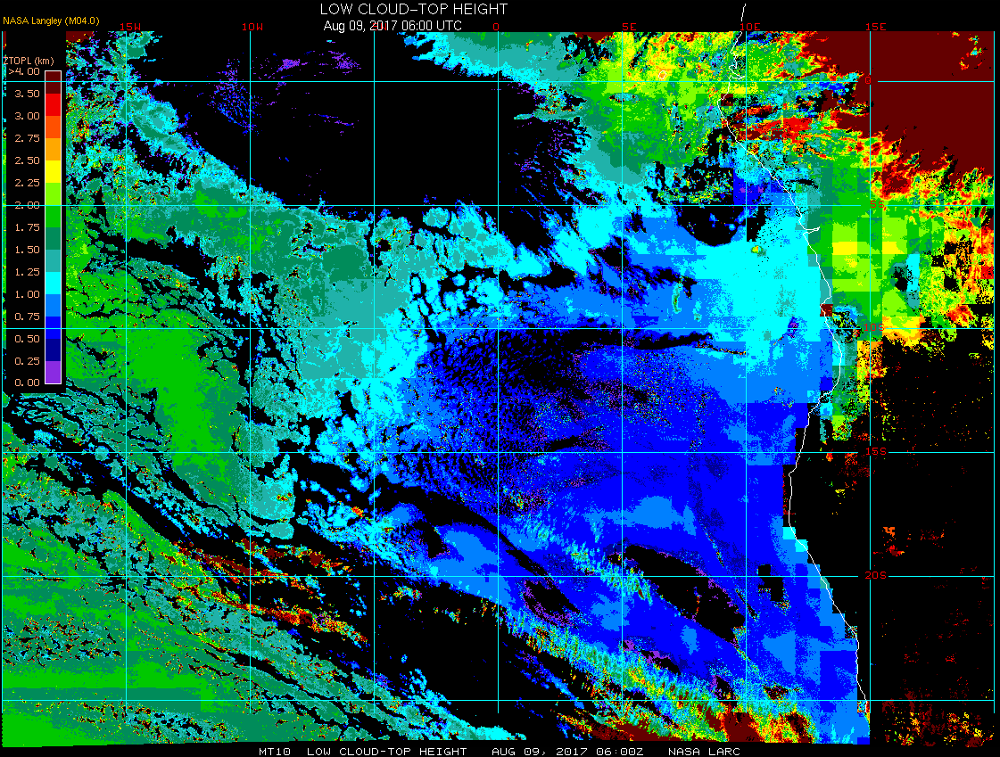 LOW CLOUD-TOP HEIGHT
NASA Langley (M04.0)
Aug 09, 2017 06:00 UTC
15W 10W 0 5E 10E 15E
ZTOPL (km)
>4.00
3.50
3.00
2.75
2.50
2.25
2.00
1.75
1.50
1.25
1.00
0.75
0.50
0.25
0.00
0
5S
10S
15S
20S
MT10 LOW CLOUD-TOP HEIGHT AUG 09, 2017 06:00Z NASA LARC